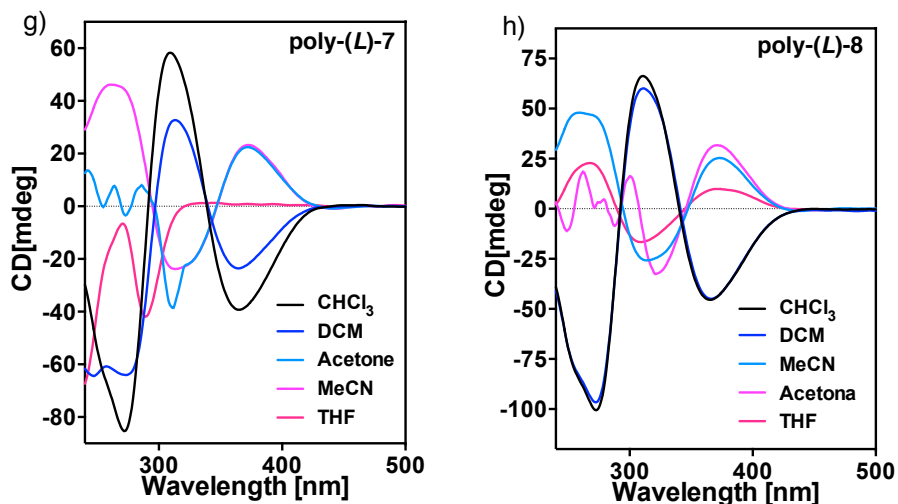 g)
poly-(L)-7
60
40
20
0
-20
-40
-60
-80
CD[mdeg]
CHCl3
DCM
Acetone
MeCN
THF
300
400
500
Wavelength [nm]
h)
poly-(L)-8
75
50
25
0
-25
-50
-75
-100
CD[mdeg]
CHCl3
DCM
MeCN
Acetona
THF
300
400
500
Wavelength [nm]